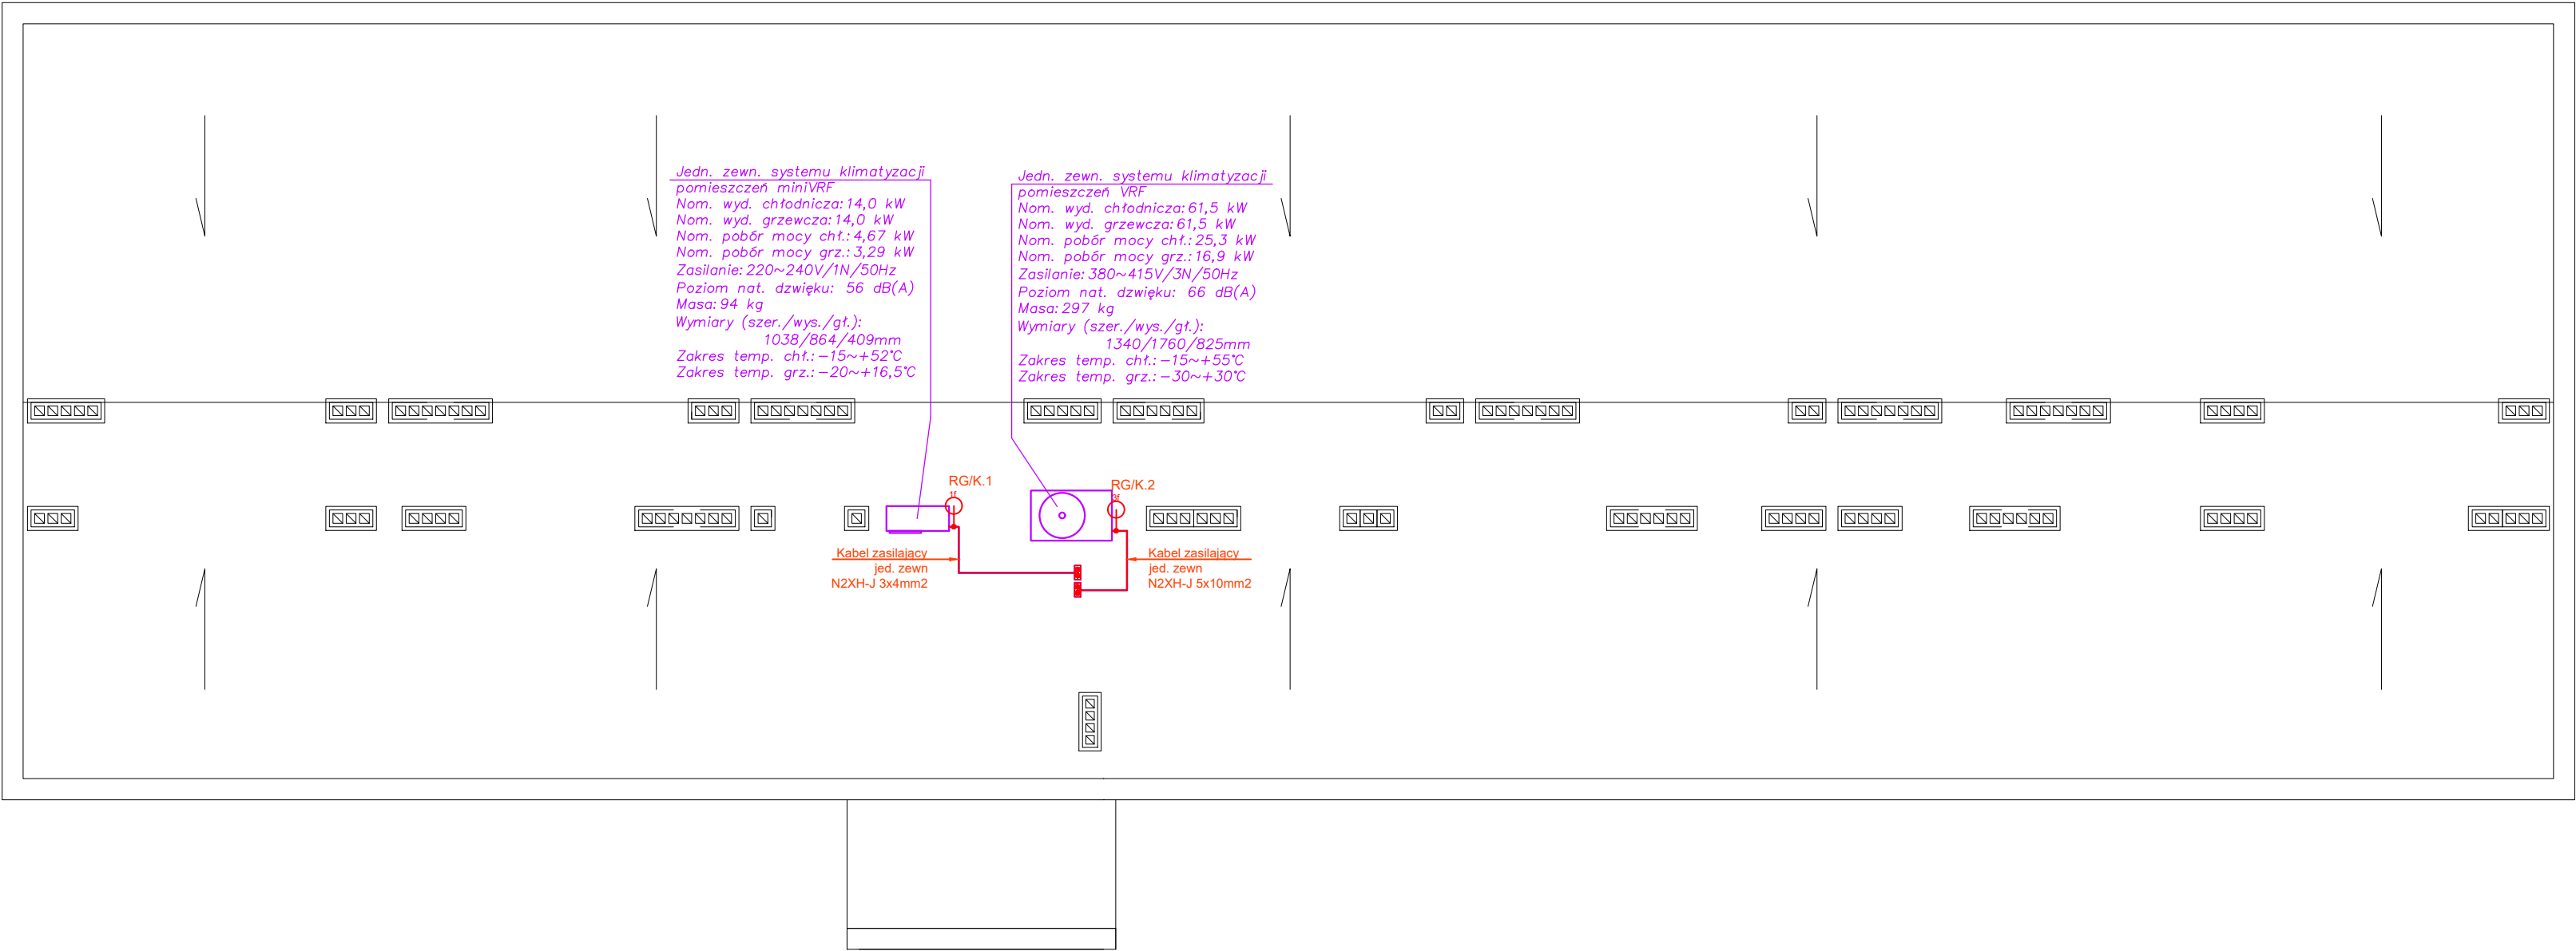 Jedn. zewn. systemu klimatyzacji
pomieszczeń miniVRF
Nom. wyd. chłodnicza: 14,0 kW
Nom. wyd. grzewcza: 14,0 kW
Nom. pobór mocy chł.: 4,67 kW
Nom. pobór mocy grz.: 3,29 kW
Zasilanie: 220~240V/1N/50Hz
Poziom nat. dzwięku: 56 dB(A)
Masa: 94 kg
Wymiary (szer./wys./gł.):
1038/864/409mm
Zakres temp. chł.: -15~+52°C
Zakres temp. grz.: -20~+16,5°C
Jedn. zewn. systemu klimatyzacji
pomieszczeń VRF
Nom. wyd. chłodnicza: 61,5 kW
Nom. wyd. grzewcza: 61,5 kW
Nom. pobór mocy chł.: 25,3 kW
Nom. pobór mocy grz.: 16,9 kW
Zasilanie: 380~415V/3N/50Hz
Poziom nat. dzwięku: 66 dB(A)
Masa: 297 kg
Wymiary (szer./wys./gł.):
1340/1760/825mm
Zakres temp. chł.: -15~+55°C
Zakres temp. grz.: -30~+30°C
RG/K.1
1f
RG/K.2
3f
Kabel zasilający
jed. zewn
N2XH-J 3x4mm2
Kabel zasilający
jed. zewn
N2XH-J 5x10mm2